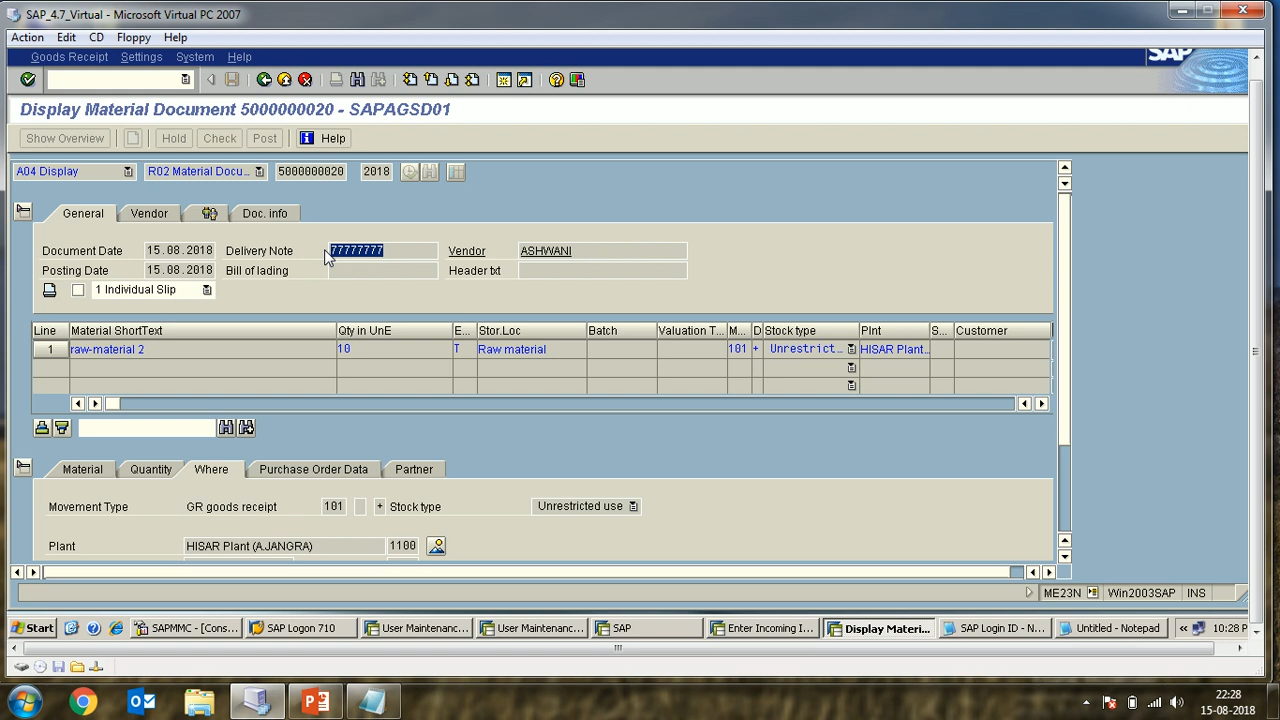 SAP_4.7_Virtual - Microsoft Virtual PC 2007
Action Edit CD Floppy Help
Goods Receipt Settings System Help
SAP
Display Material Document 5000000020 - SAPAGSD01
Show Overview Hold Check Post Help
A04 Display R02 Material Docu... 5000000020 2018
General Vendor Doc. info
Document Date 15.08.2018 Delivery Note 77777777 Vendor ASHWANI
Posting Date 15.08.2018 Bill of lading Header txt
1 Individual Slip
Line Material ShortText Qty in UnE E... Stor.Loc Batch Valuation T... M... D Stock type Plnt S... Customer
1 raw-material 2 10 T Raw material 101 + Unrestrict... HISAR Plant...
Material Quantity Where Purchase Order Data Partner
Movement Type GR goods receipt 101 + Stock type Unrestricted use
Plant HISAR Plant (A.JANGRA) 1100
ME23N Win2003SAP INS
Start SAPMMC - [Cons... SAP Logon 710 User Maintenanc... User Maintenanc... SAP Enter Incoming I... Display Materi... SAP Login ID - N... Untitled - Notepad 10:28 P
22:28
15-08-2018